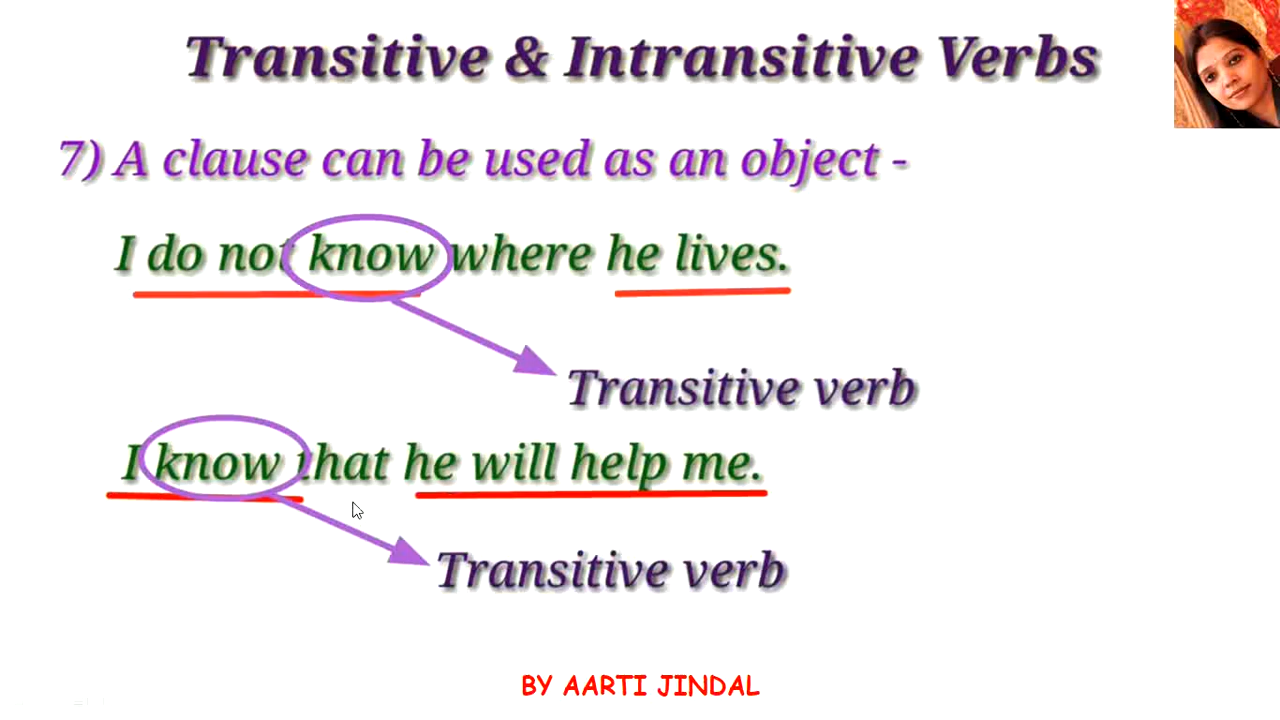 Transitive & Intransitive Verbs
7) A clause can be used as an object -
I do not know where he lives.
Transitive verb
I know that he will help me.
Transitive verb
BY AARTI JINDAL